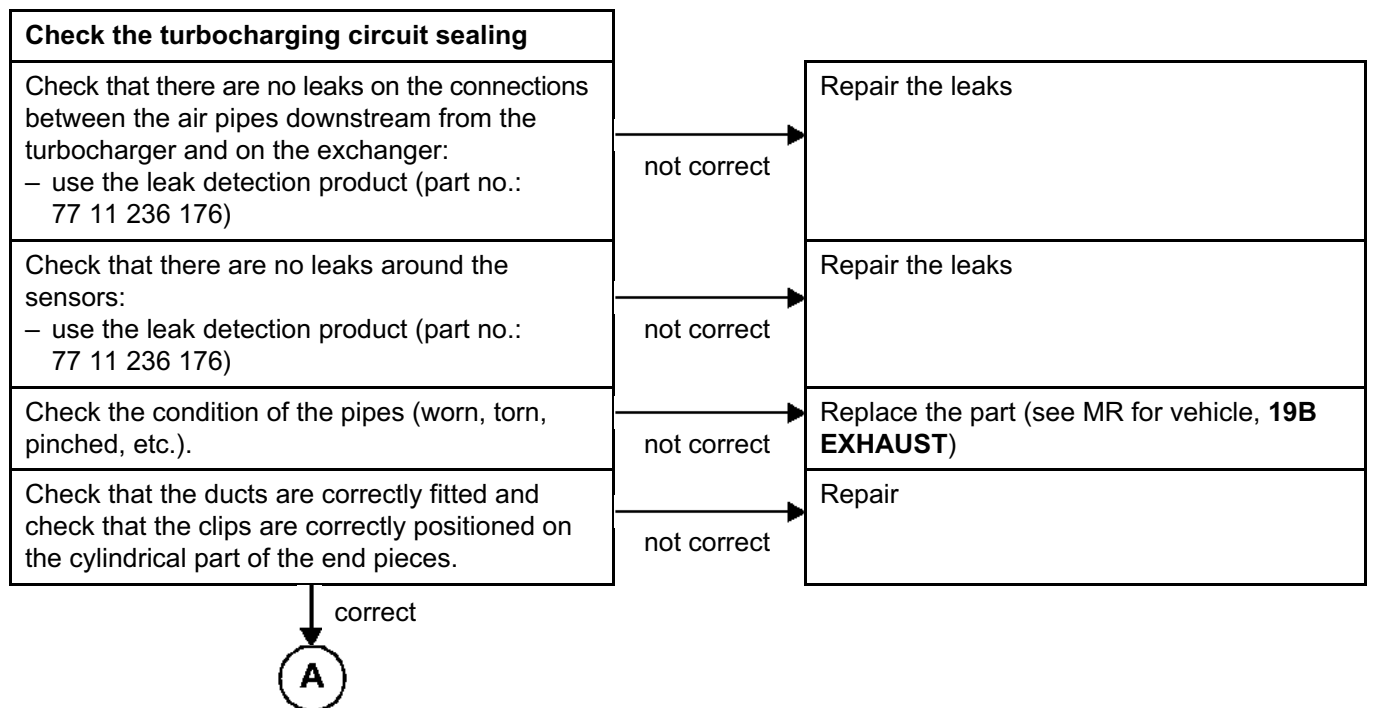 Check the turbocharging circuit sealing
Check that there are no leaks on the connections
between the air pipes downstream from the
turbocharger and on the exchanger:
– use the leak detection product (part no.:
77 11 236 176)
not correct
Repair the leaks
Check that there are no leaks around the
sensors:
– use the leak detection product (part no.:
77 11 236 176)
not correct
Repair the leaks
Check the condition of the pipes (worn, torn,
pinched, etc.).
not correct
Replace the part (see MR for vehicle, 19B
EXHAUST)
Check that the ducts are correctly fitted and
check that the clips are correctly positioned on
the cylindrical part of the end pieces.
not correct
Repair
correct
A